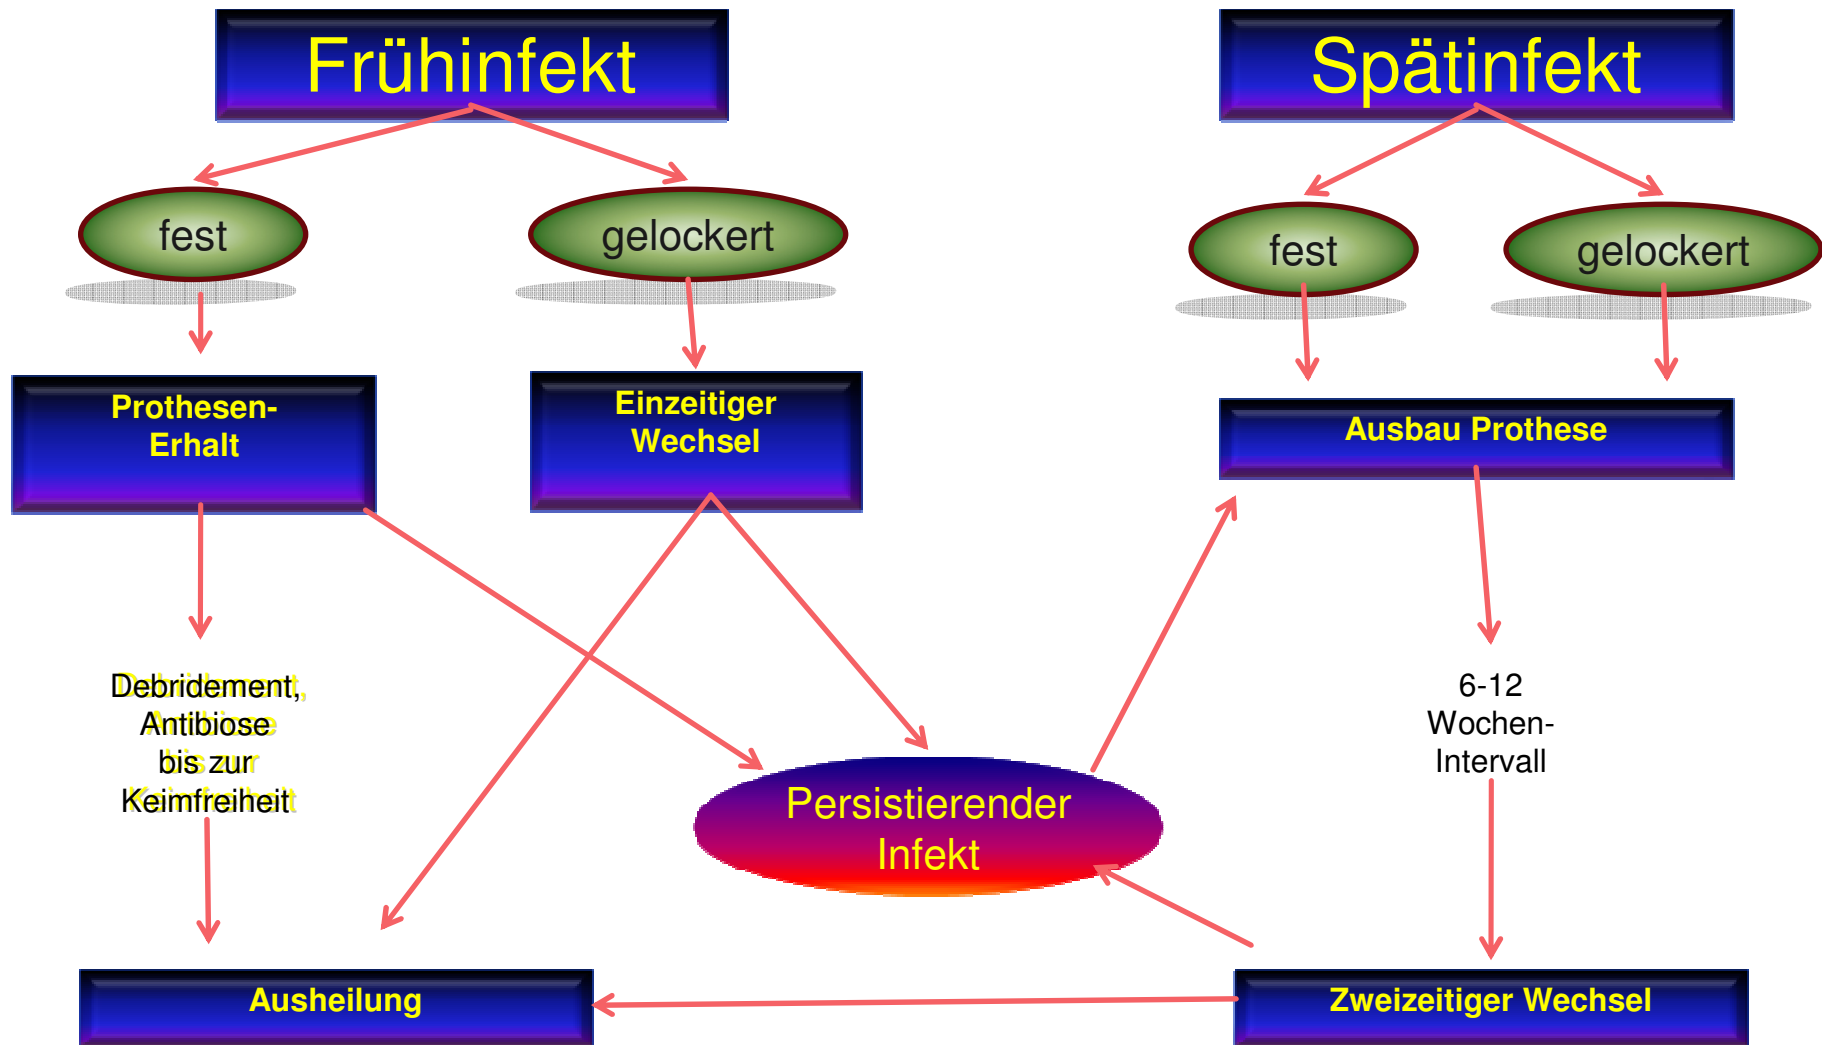 Frühinfekt
Spätinfekt
fest
gelockert
fest
gelockert
Prothesen-
Erhalt
Einzeitiger
Wechsel
Ausbau Prothese
Debridement,
Antibiose
bis zur
Keimfreiheit
6-12
Wochen-
Intervall
Persistierender
Infekt
Ausheilung
Zweizeitiger Wechsel